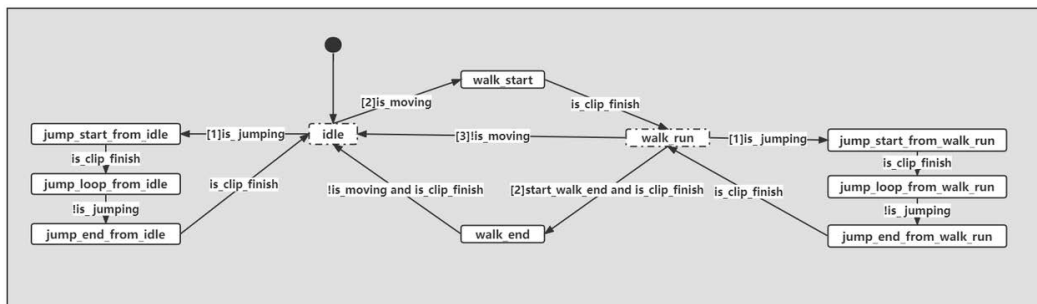 walk_start
[2]is_moving
is_clip_finish
jump_start_from_idle
[1]is_jumping
idle
[3]!is_moving
walk_run
[1]is_jumping
jump_start_from_walk_run
is_clip_finish
is_clip_finish
jump_loop_from_idle
is_clip_finish
!is_moving and is_clip_finish
[2]start_walk_end and is_clip_finish
is_clip_finish
jump_loop_from_walk_run
!is_jumping
!is_jumping
jump_end_from_idle
walk_end
jump_end_from_walk_run